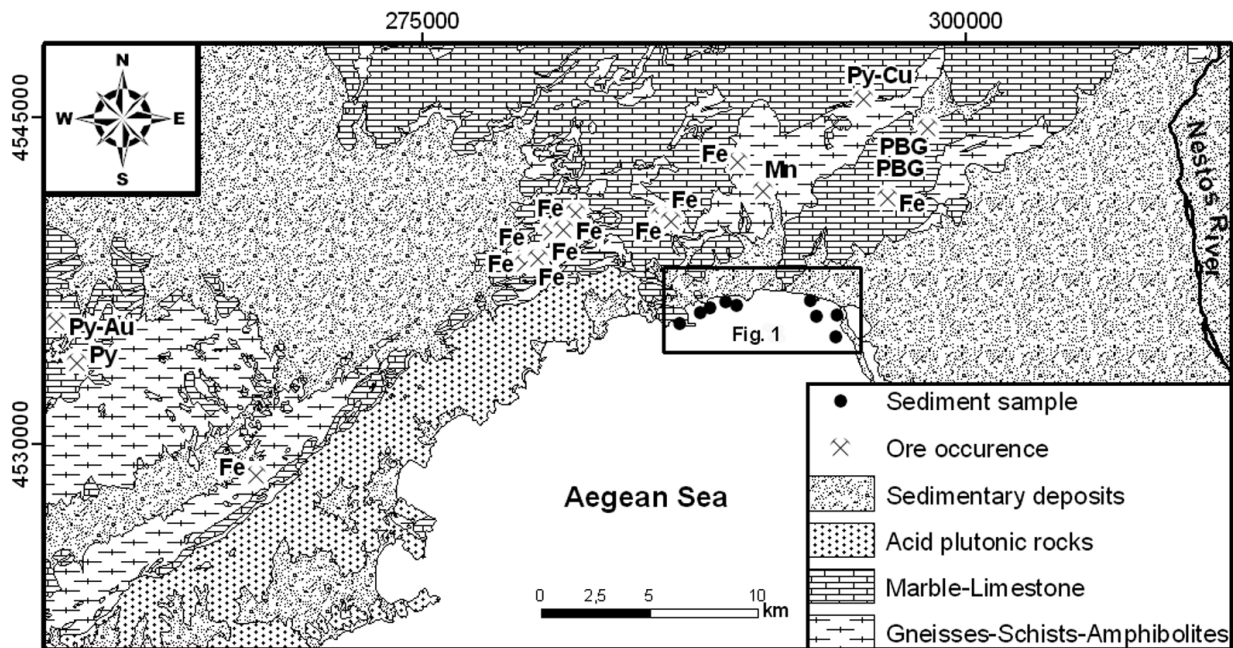 275000
300000
N
W E
S
4545000
4530000
Py-Cu
PBG
PBG
Fe
Mn
Fe
Fe
Fe
Fe
Fe
Fe
Fe
Fe
Fe
Nestos River
Py-Au
Py
Fe
Fig. 1
Aegean Sea
0 2,5 5 10
km
Sediment sample
Ore occurence
Sedimentary deposits
Acid plutonic rocks
Marble-Limestone
Gneisses-Schists-Amphibolites